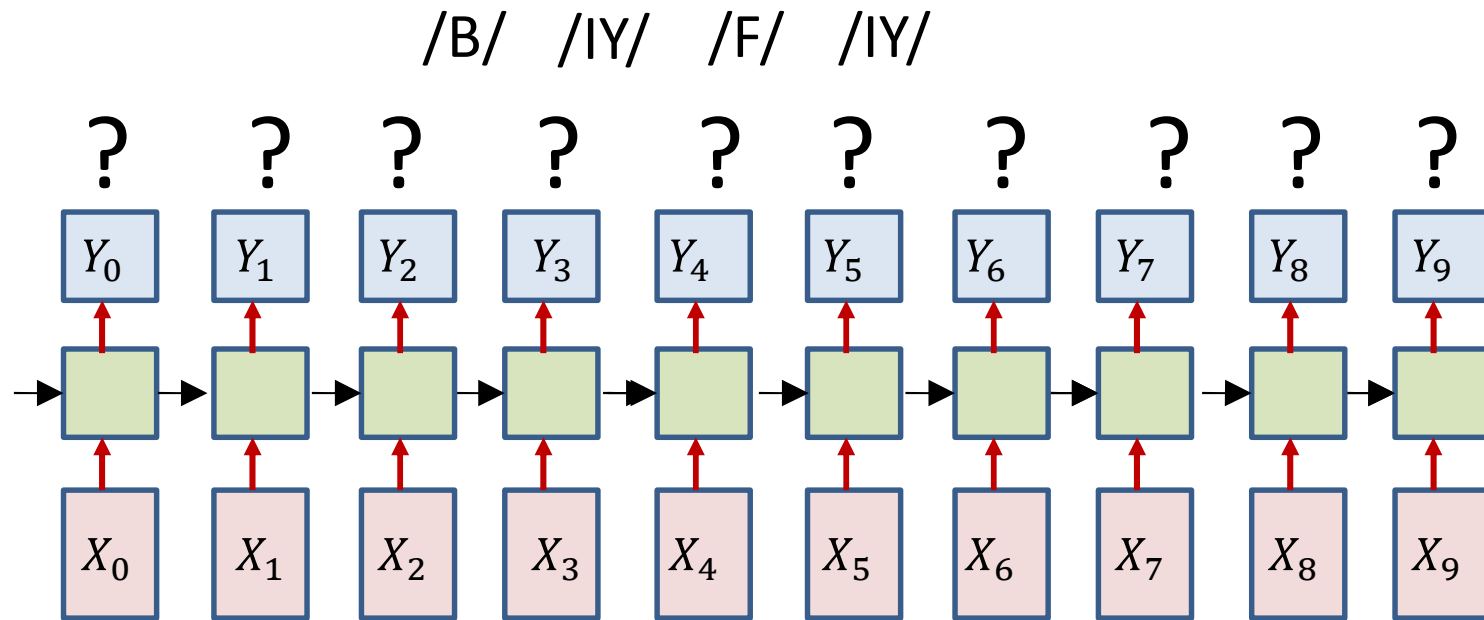 /B/ /IY/ /F/ /IY/
? ? ? ? ? ? ? ? ? ?
Y₀ Y₁ Y₂ Y₃ Y₄ Y₅ Y₆ Y₇ Y₈ Y₉
X₀ X₁ X₂ X₃ X₄ X₅ X₆ X₇ X₈ X₉